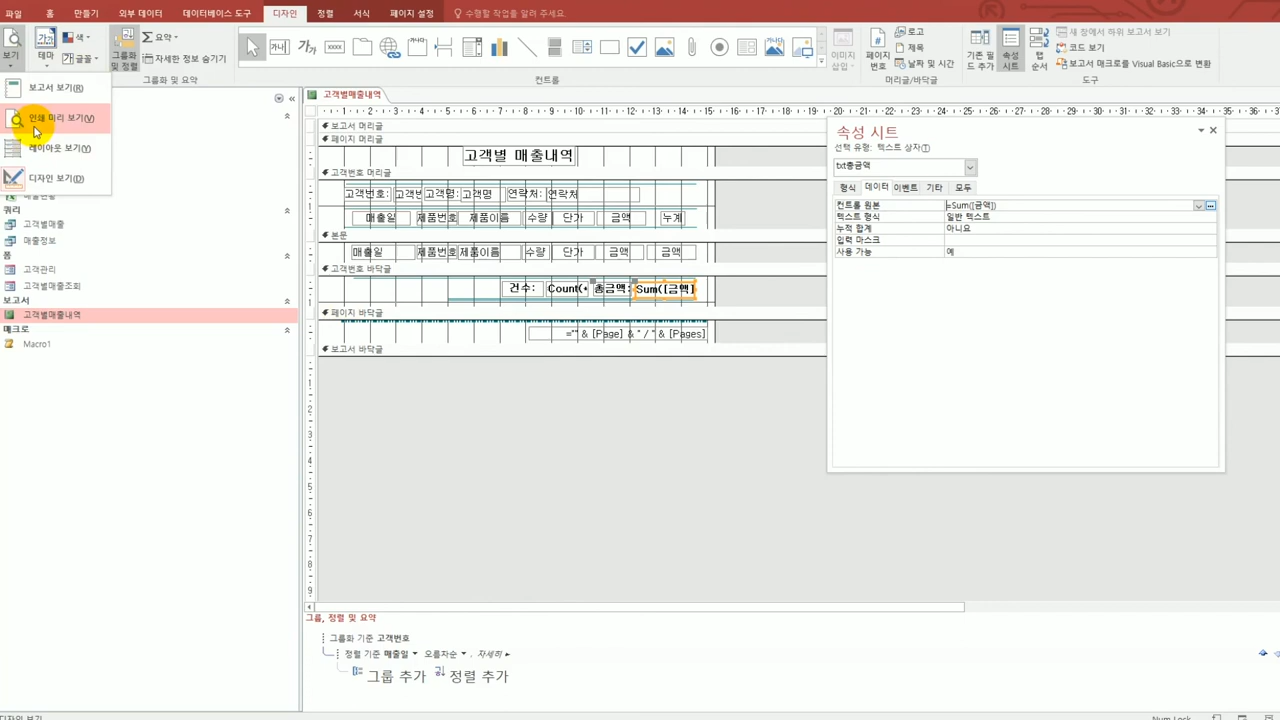 파일 홈 만들기 외부 데이터 데이터베이스 도구 디자인 정렬 서식 페이지 설정 수행할 작업을 알려 주세요.
보기
테마
색
글꼴
그룹화 및 정렬
요약
자세한 정보 숨기기
그룹화 및 요약
컨트롤
이미지 삽입
페이지 번호
로고
제목
날짜 및 시간
머리글/바닥글
기존 필드 추가
속성 시트
탭 순서
새 창에서 하위 보고서 보기
코드 보기
보고서 매크로를 Visual Basic으로 변환
도구
보고서 보기(R)
인쇄 미리 보기(V)
레이아웃 보기(Y)
디자인 보기(D)
쿼리
고객별매출
매출정보
폼
고객관리
고객별매출조회
보고서
고객별매출내역
매크로
Macro1
고객별매출내역
보고서 머리글
페이지 머리글
고객별 매출내역
고객번호 머리글
고객번호: 고객명: 고객명 연락처: 연락처
매출일 제품번호 제품이름 수량 단가 금액 누계
본문
매출일 제품번호 제품이름 수량 단가 금액 금액
고객번호 바닥글
건수: Count(* 총금액: Sum([금액]
페이지 바닥글
="" & [Page] & " / " & [Pages]
보고서 바닥글
속성 시트
선택 유형: 텍스트 상자(T)
txt총금액
형식 데이터 이벤트 기타 모두
컨트롤 원본 =Sum([금액])
텍스트 형식 일반 텍스트
누적 합계 아니요
입력 마스크
사용 가능 예
그룹, 정렬 및 요약
그룹화 기준 고객번호
정렬 기준 매출일 오름차순 , 자세히
그룹 추가 정렬 추가
디자인 보기
Num Lock